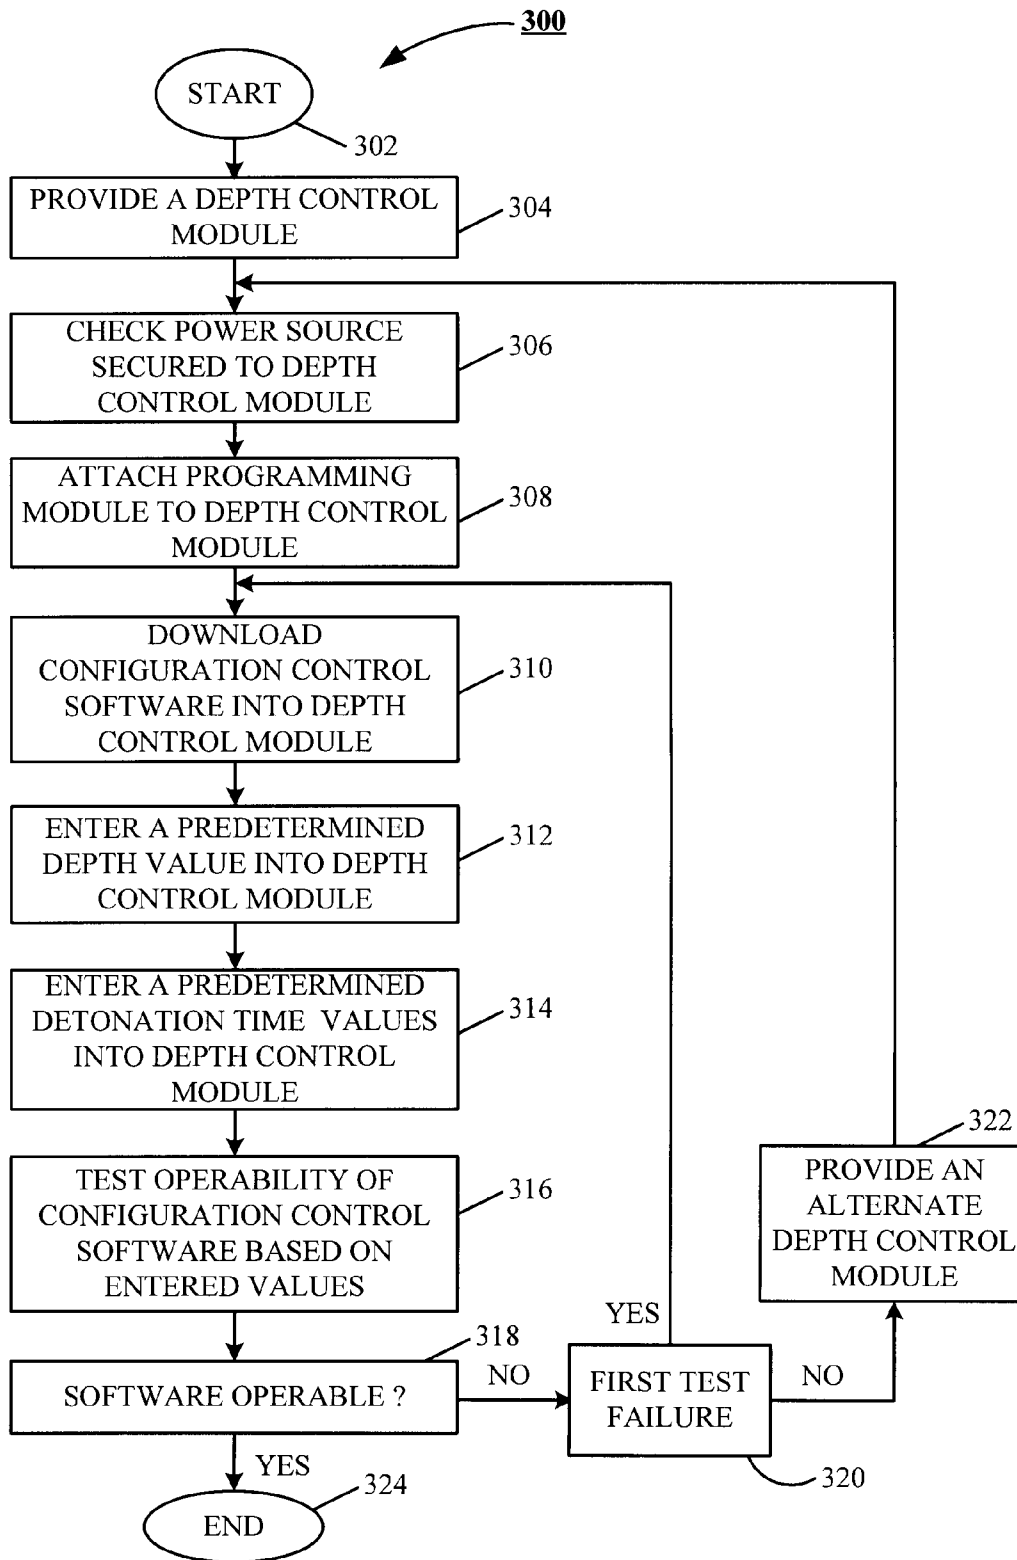 300
START
302
PROVIDE A DEPTH CONTROL
MODULE
304
CHECK POWER SOURCE
SECURED TO DEPTH
CONTROL MODULE
306
ATTACH PROGRAMMING
MODULE TO DEPTH CONTROL
MODULE
308
DOWNLOAD
CONFIGURATION CONTROL
SOFTWARE INTO DEPTH
CONTROL MODULE
310
ENTER A PREDETERMINED
DEPTH VALUE INTO DEPTH
CONTROL MODULE
312
ENTER A PREDETERMINED
DETONATION TIME VALUES
INTO DEPTH CONTROL
MODULE
314
TEST OPERABILITY OF
CONFIGURATION CONTROL
SOFTWARE BASED ON
ENTERED VALUES
316
SOFTWARE OPERABLE ?
318
NO
YES
FIRST TEST
FAILURE
320
YES
NO
322
PROVIDE AN
ALTERNATE
DEPTH CONTROL
MODULE
END
324